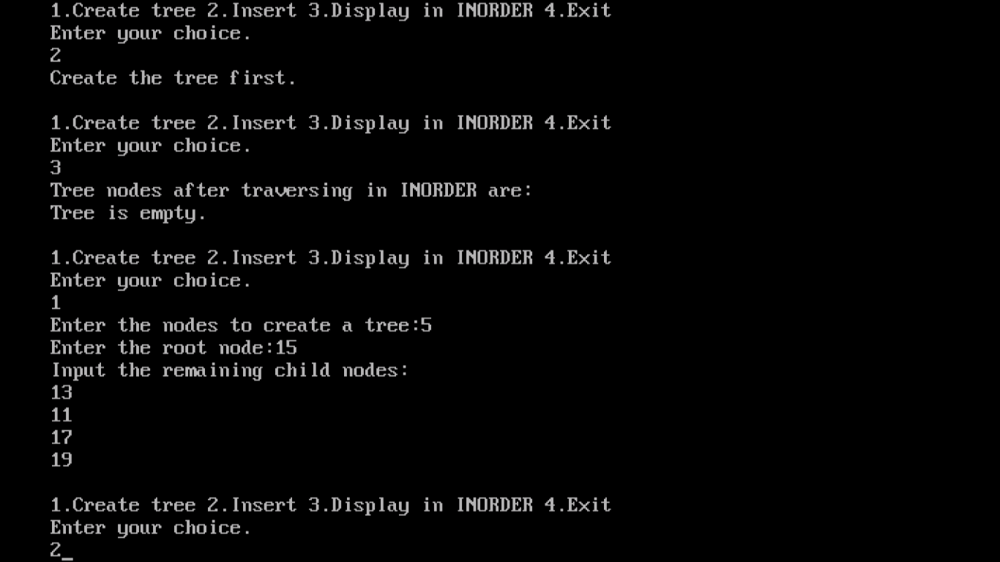 1.Create tree 2.Insert 3.Display in INORDER 4.Exit
Enter your choice.
2
Create the tree first.
1.Create tree 2.Insert 3.Display in INORDER 4.Exit
Enter your choice.
3
Tree nodes after traversing in INORDER are:
Tree is empty.
1.Create tree 2.Insert 3.Display in INORDER 4.Exit
Enter your choice.
1
Enter the nodes to create a tree:5
Enter the root node:15
Input the remaining child nodes:
13
11
17
19
1.Create tree 2.Insert 3.Display in INORDER 4.Exit
Enter your choice.
2_